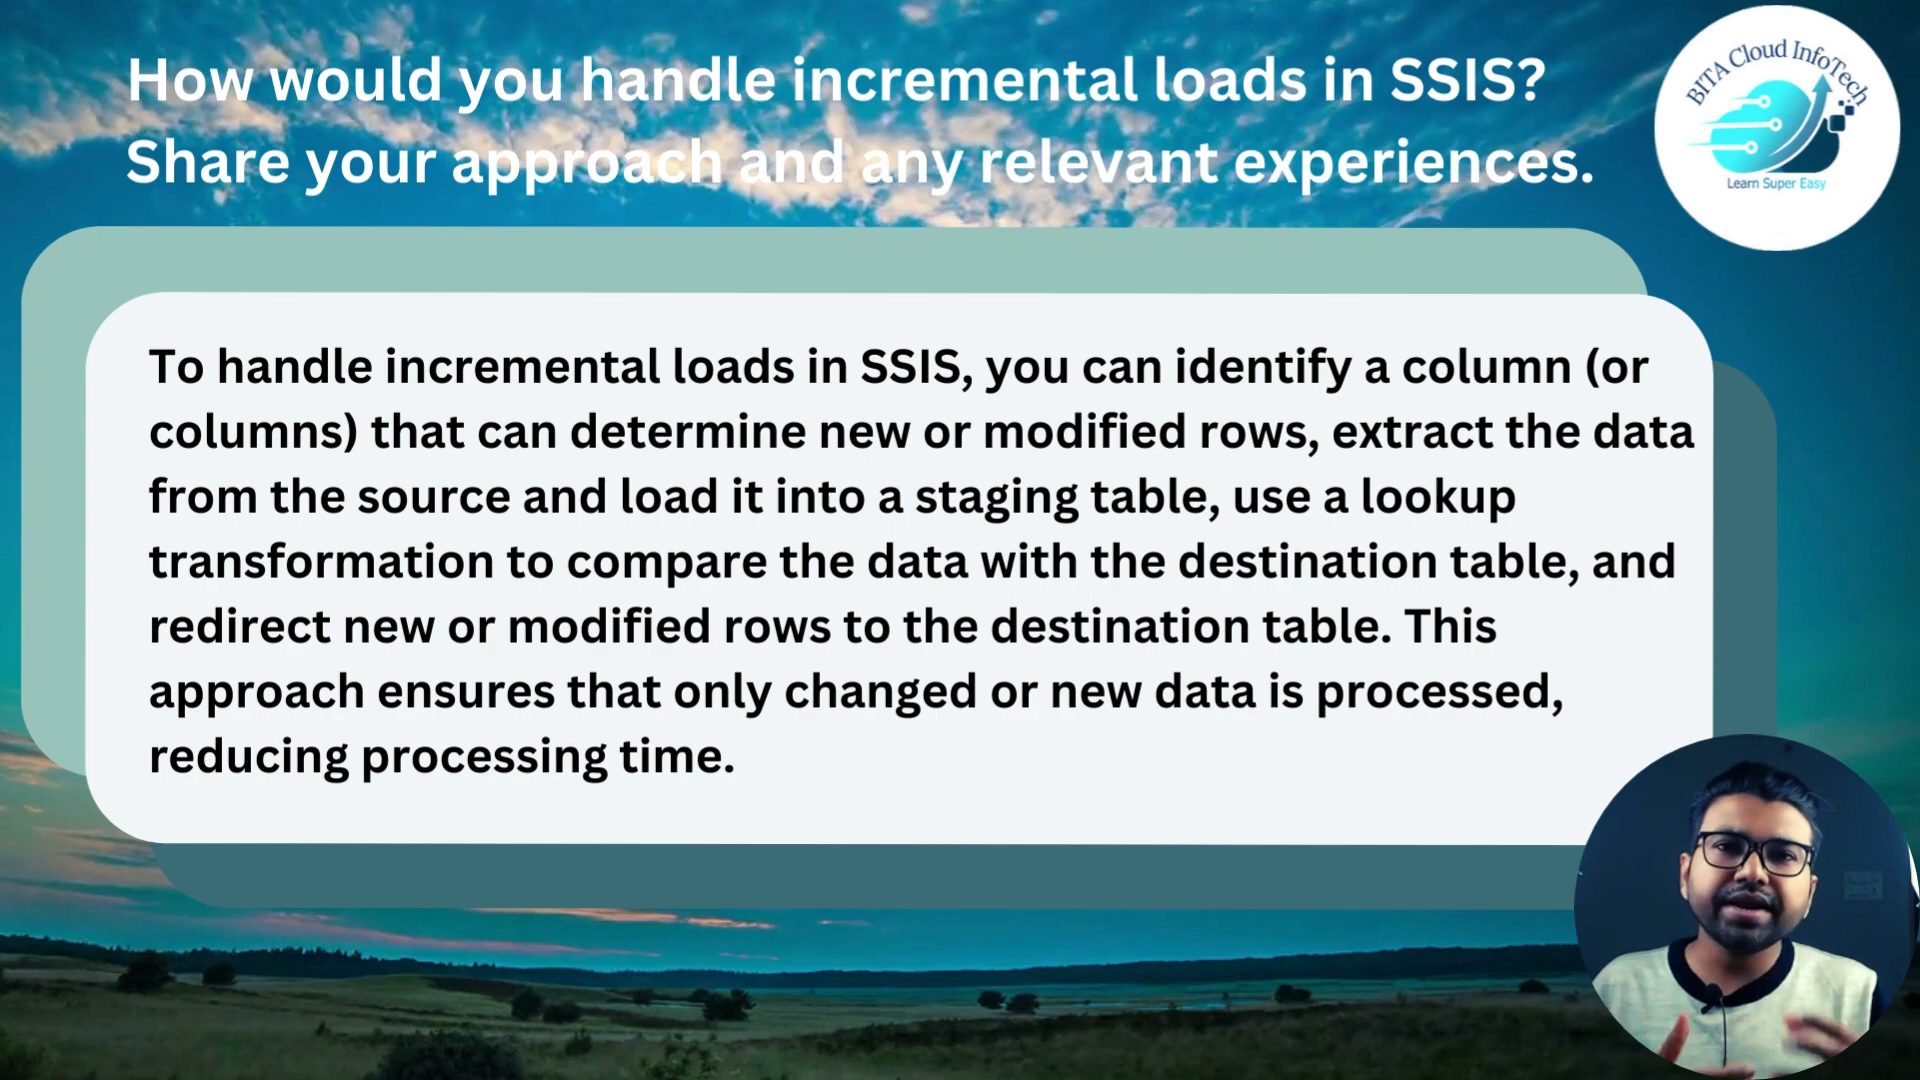 How would you handle incremental loads in SSIS?
Share your approach and any relevant experiences.
BITA Cloud InfoTech
Learn Super Easy
To handle incremental loads in SSIS, you can identify a column (or
columns) that can determine new or modified rows, extract the data
from the source and load it into a staging table, use a lookup
transformation to compare the data with the destination table, and
redirect new or modified rows to the destination table. This
approach ensures that only changed or new data is processed,
reducing processing time.